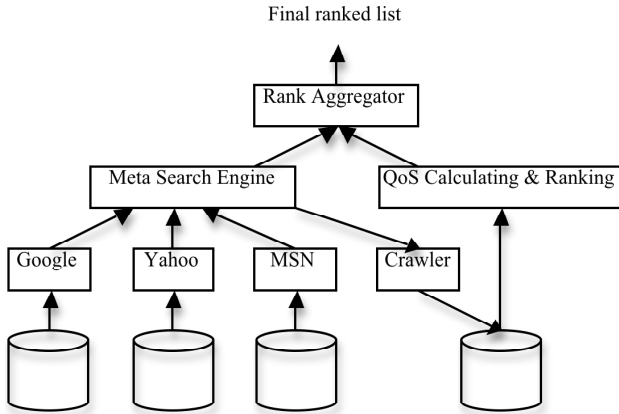 Final ranked list
Rank Aggregator
Meta Search Engine
QoS Calculating & Ranking
Google
Yahoo
MSN
Crawler